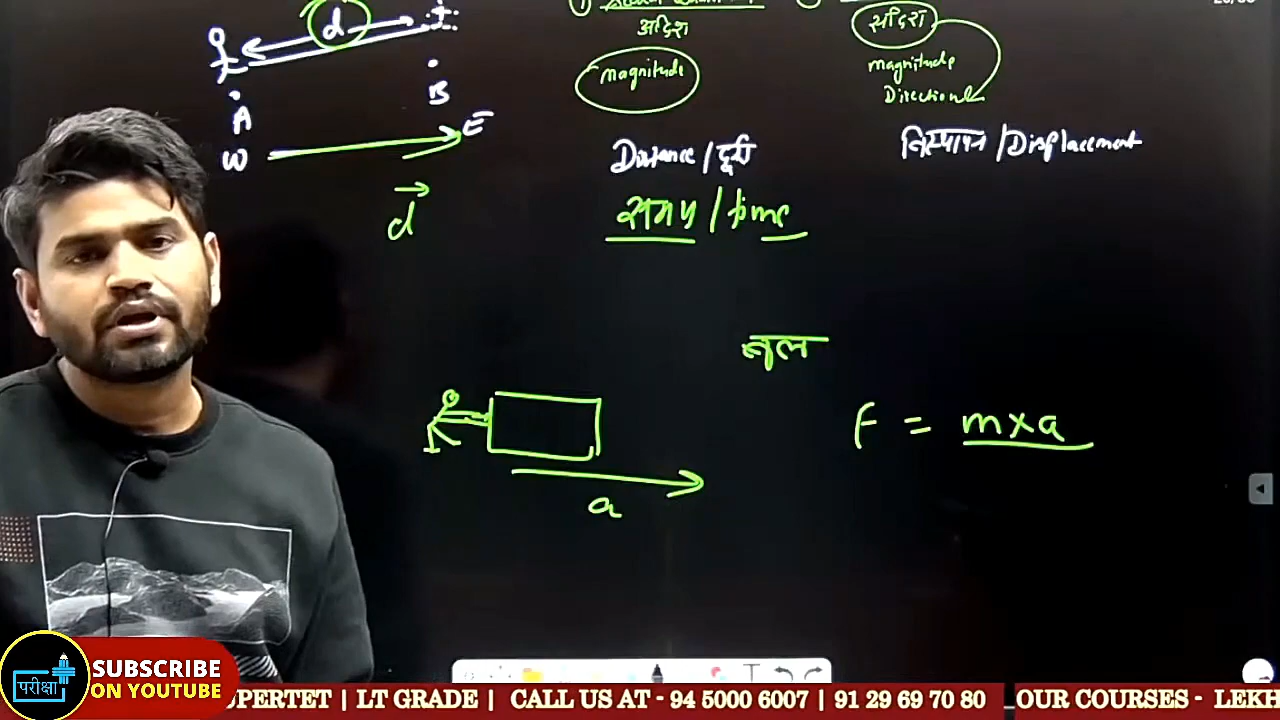 d
अदिश
सदिश
magnitude
magnitude
Direction
A
B
W
E
Distance / दूरी
विस्थापन / Displacement
d
समय / time
बल
F = m x a
a
परीक्षा
SUBSCRIBE
ON YOUTUBE
UPERTET | LT GRADE | CALL US AT - 94 5000 6007 | 91 29 69 70 80 OUR COURSES - LEKH